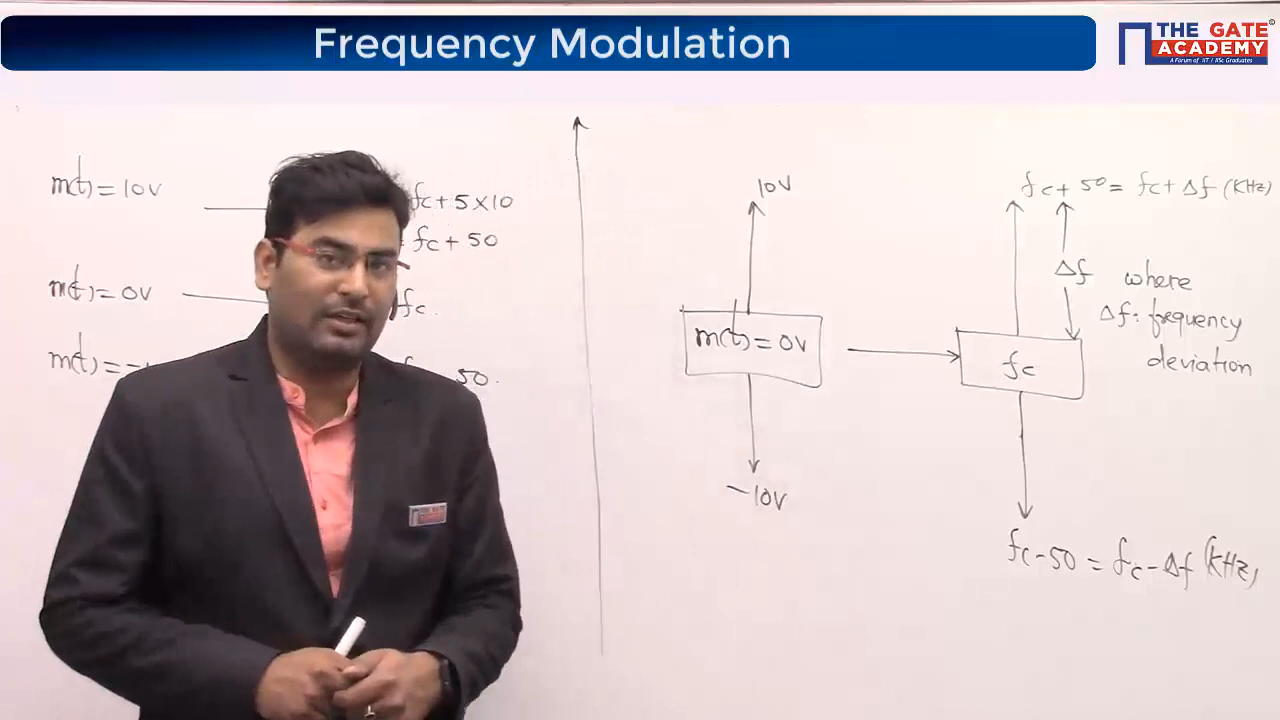 Frequency Modulation
THE GATE
ACADEMY
A Forum of IIT / IISc Graduates
m(t) = 10V
fc + 5×10
= fc + 50
m(t) = 0V
fc.
m(t) = -1
50.
10V
m(t) = 0V
-10V
fc + 50 = fc + Δf (KHz)
Δf where
Δf: frequency
deviation
fc
fc - 50 = fc - Δf (KHz)